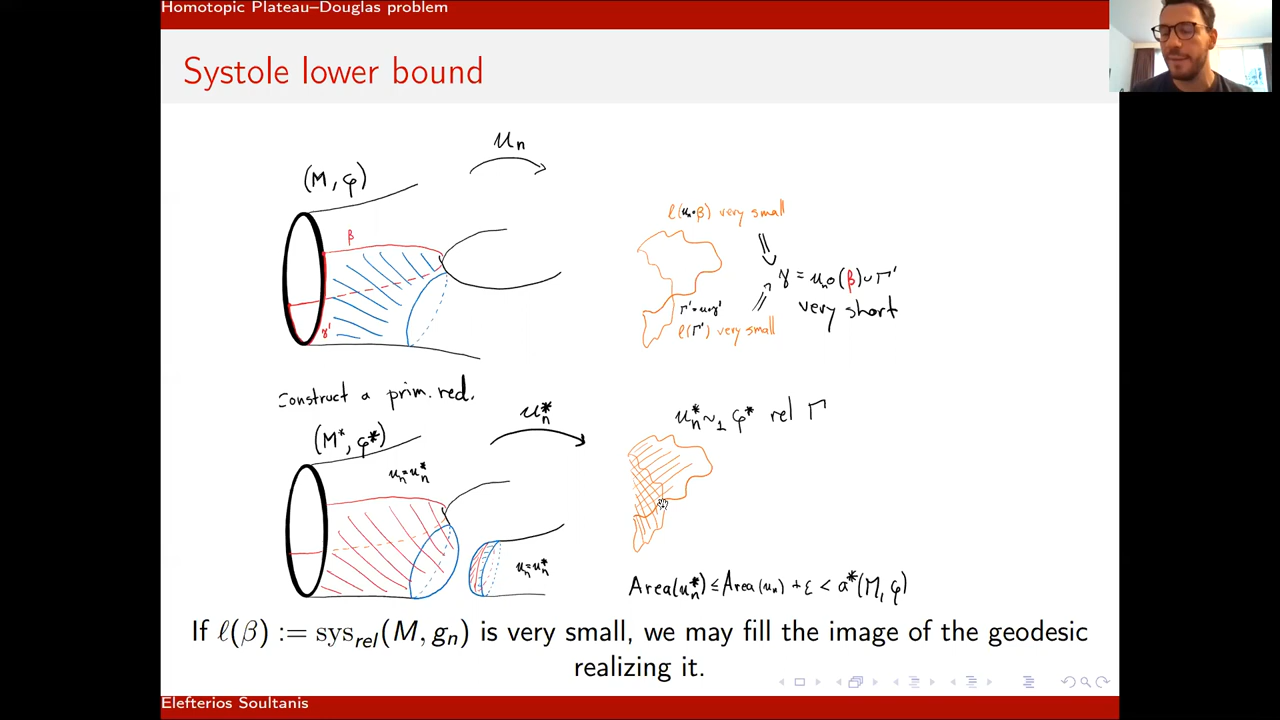 Homotopic Plateau–Douglas problem
Systole lower bound
u_n
(M, φ)
β
γ'
ℓ(u_n∘β) very small
γ = u_n∘(β)∪Γ'
very short
Γ' = u∘γ'
ℓ(Γ') very small
Construct a prim. red.
u_n^*
(M*, φ*)
u_n = u_n^*
u_n = u_n^*
u_n^* ~₁ φ* rel Γ
Area(u_n^*) ≤ Area(u_n) + ε < a*(M, φ)
If ℓ(β) := sys_rel(M, g_n) is very small, we may fill the image of the geodesic
realizing it.
Elefterios Soultanis